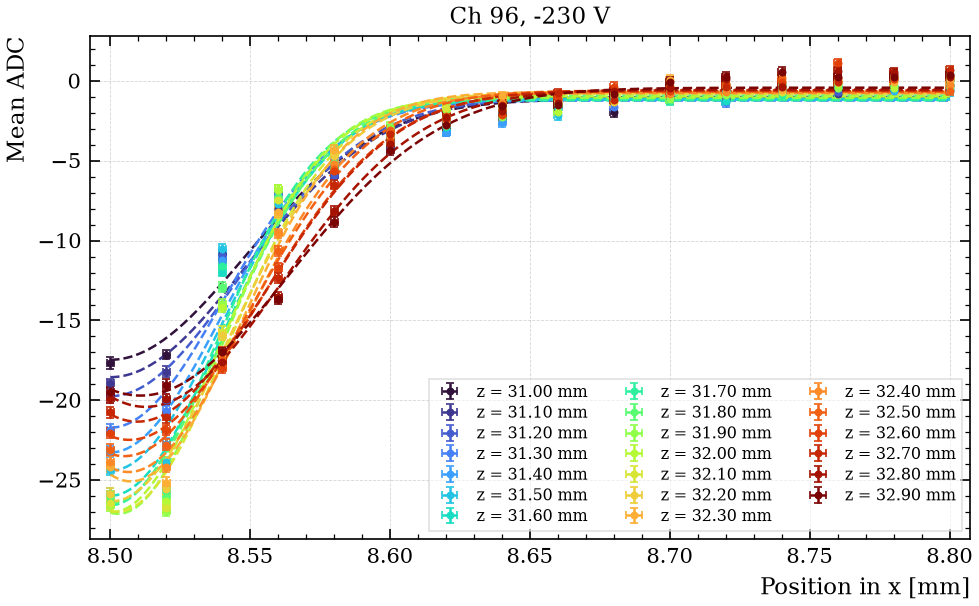 Ch 96, -230 V
Mean ADC
0
−5
−10
−15
−20
−25
8.50 8.55 8.60 8.65 8.70 8.75 8.80
Position in x [mm]
z = 31.00 mm
z = 31.10 mm
z = 31.20 mm
z = 31.30 mm
z = 31.40 mm
z = 31.50 mm
z = 31.60 mm
z = 31.70 mm
z = 31.80 mm
z = 31.90 mm
z = 32.00 mm
z = 32.10 mm
z = 32.20 mm
z = 32.30 mm
z = 32.40 mm
z = 32.50 mm
z = 32.60 mm
z = 32.70 mm
z = 32.80 mm
z = 32.90 mm